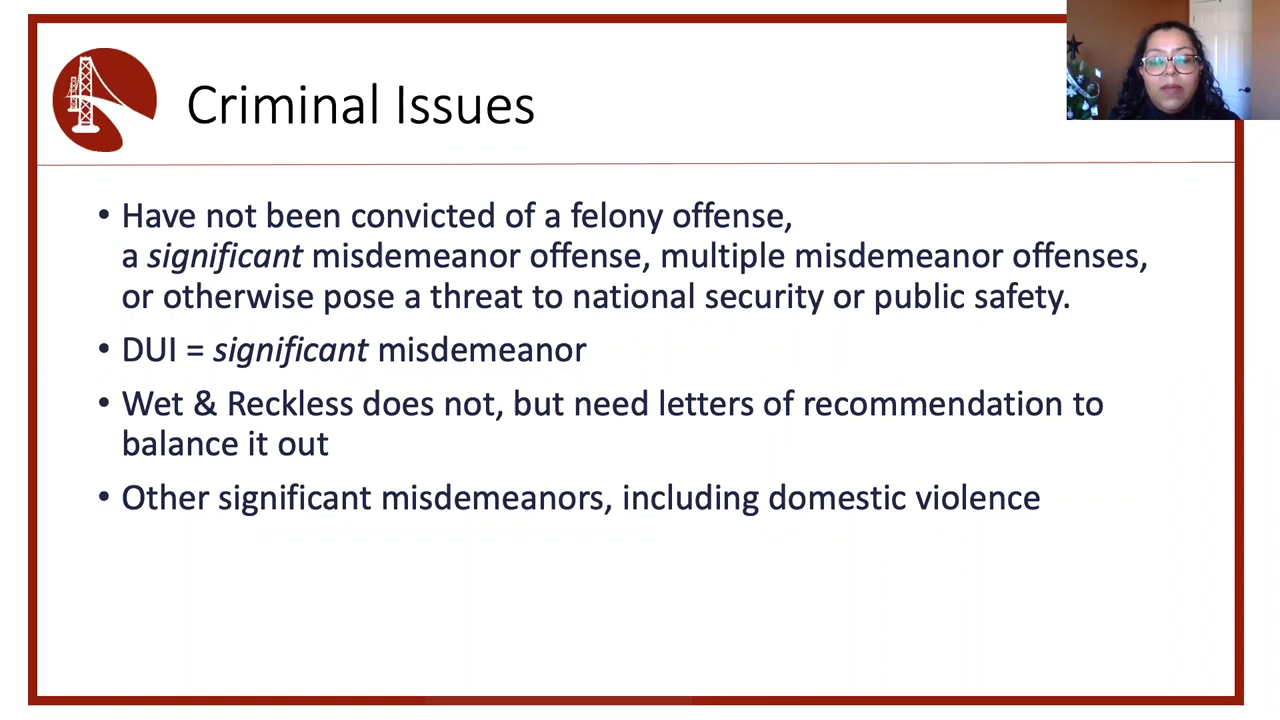 Criminal Issues
• Have not been convicted of a felony offense,
a significant misdemeanor offense, multiple misdemeanor offenses,
or otherwise pose a threat to national security or public safety.
• DUI = significant misdemeanor
• Wet & Reckless does not, but need letters of recommendation to
balance it out
• Other significant misdemeanors, including domestic violence